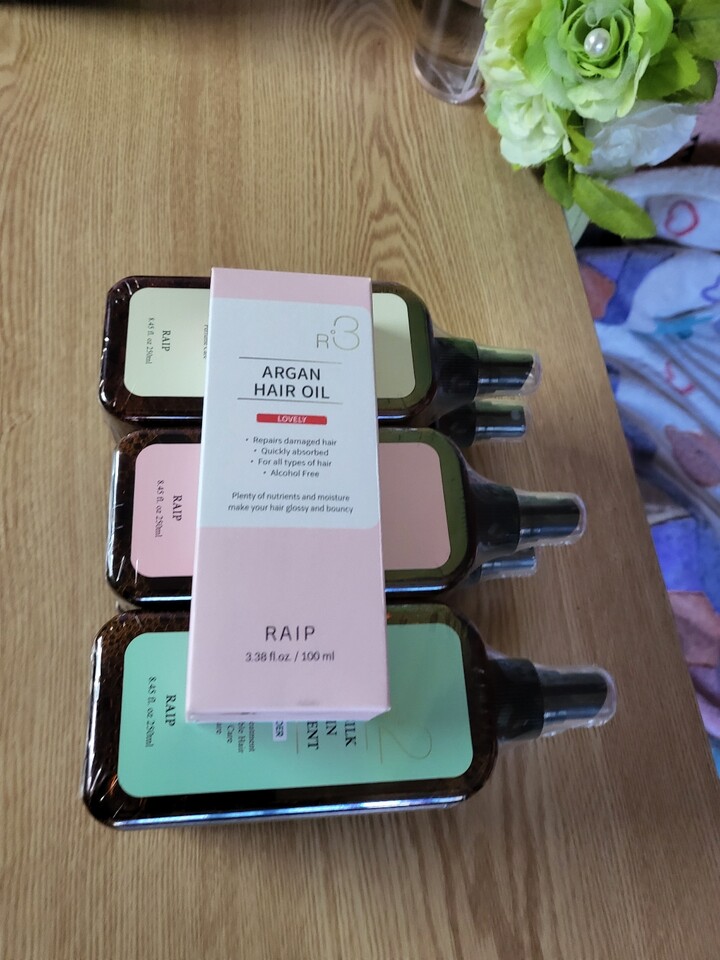 R3
ARGAN
HAIR OIL
LOVELY
• Repairs damaged hair
• Quickly absorbed
• For all types of hair
• Alcohol Free
Plenty of nutrients and moisture
make your hair glossy and bouncy
RAIP
3.38 fl.oz. / 100 ml
RAIP
8.45 fl. oz 250ml
RAIP
8.45 fl. oz 250ml
2
RAIP
8.45 fl. oz 250ml